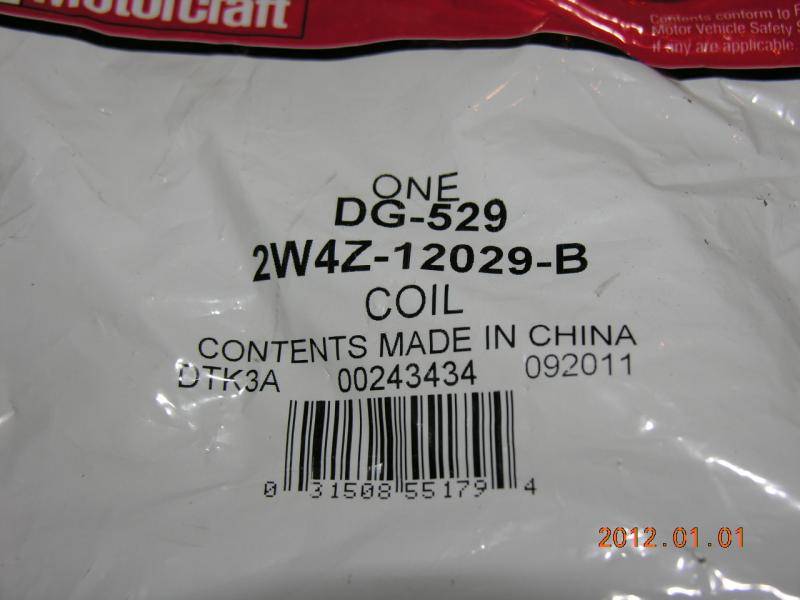 Motorcraft
Contents conform to
Motor Vehicle Safety
if any are applicable.
ONE
DG-529
2W4Z-12029-B
COIL
CONTENTS MADE IN CHINA
DTK3A 00243434 092011
0 31508 55179 4
2012.01.01